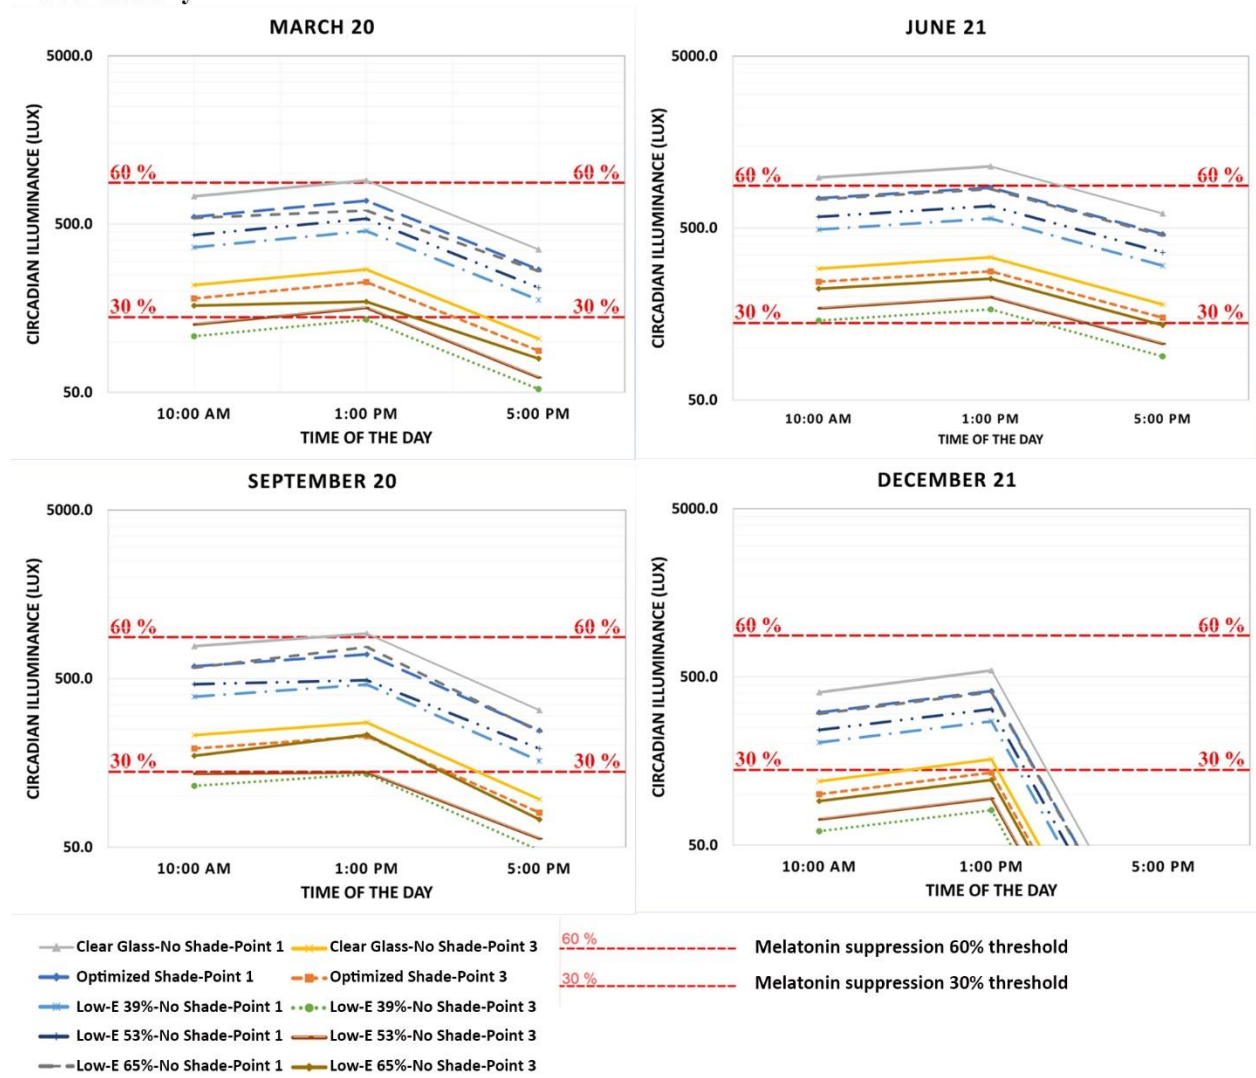 MARCH 20
5000.0
500.0
50.0
CIRCADIAN ILLUMINANCE (LUX)
60 %
60 %
30 %
30 %
10:00 AM
1:00 PM
5:00 PM
TIME OF THE DAY
JUNE 21
5000.0
500.0
50.0
CIRCADIAN ILLUMINANCE (LUX)
60 %
60 %
30 %
30 %
10:00 AM
1:00 PM
5:00 PM
TIME OF THE DAY
SEPTEMBER 20
5000.0
500.0
50.0
CIRCADIAN ILLUMINANCE (LUX)
60 %
60 %
30 %
30 %
10:00 AM
1:00 PM
5:00 PM
TIME OF THE DAY
DECEMBER 21
5000.0
500.0
50.0
CIRCADIAN ILLUMINANCE (LUX)
60 %
60 %
30 %
30 %
10:00 AM
1:00 PM
5:00 PM
TIME OF THE DAY
Clear Glass-No Shade-Point 1
Optimized Shade-Point 1
Low-E 39%-No Shade-Point 1
Low-E 53%-No Shade-Point 1
Low-E 65%-No Shade-Point 1
Clear Glass-No Shade-Point 3
Optimized Shade-Point 3
Low-E 39%-No Shade-Point 3
Low-E 53%-No Shade-Point 3
Low-E 65%-No Shade-Point 3
60 %
Melatonin suppression 60% threshold
30 %
Melatonin suppression 30% threshold